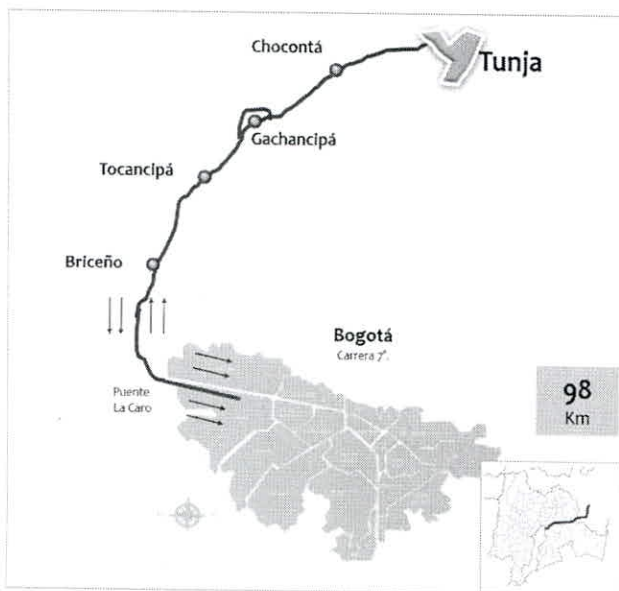 Chocontá
Tunja
Gachancipá
Tocancipá
Briceño
Bogotá
Carrera 7ª.
Puente
La Caro
98
Km